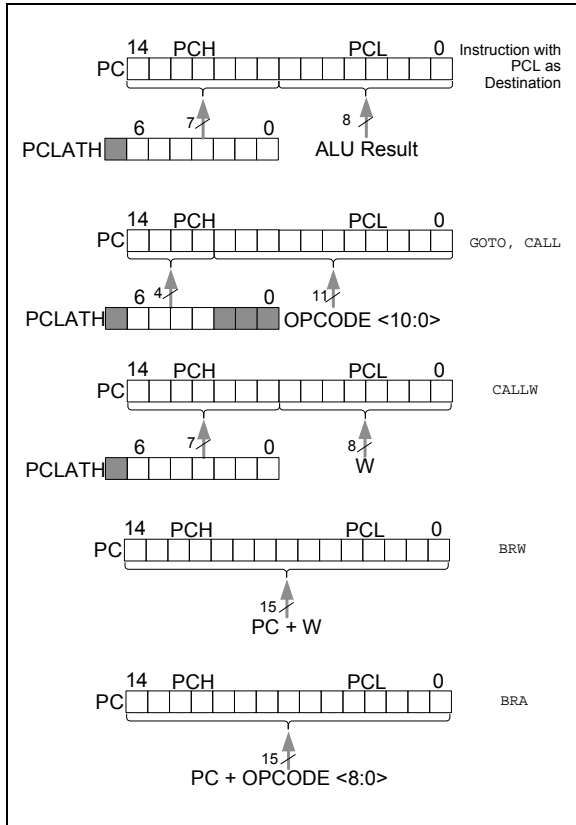 14 PCH PCL 0
PC
Instruction with
PCL as
Destination
7 8
6 0
PCLATH
ALU Result
14 PCH PCL 0
PC
GOTO, CALL
4 11
6 0
PCLATH
OPCODE <10:0>
14 PCH PCL 0
PC
CALLW
7 8
6 0
PCLATH
W
14 PCH PCL 0
PC
BRW
15
PC + W
14 PCH PCL 0
PC
BRA
15
PC + OPCODE <8:0>